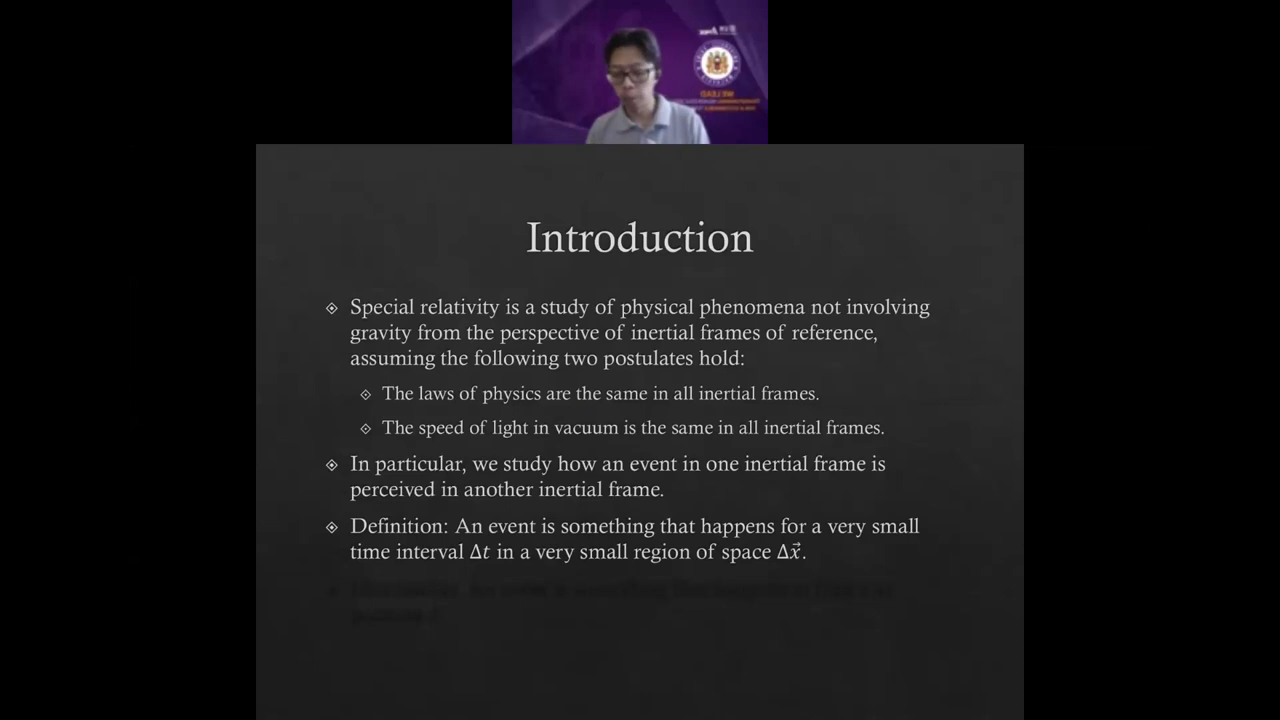 WE LEAD
Introduction
Special relativity is a study of physical phenomena not involving
gravity from the perspective of inertial frames of reference,
assuming the following two postulates hold:
The laws of physics are the same in all inertial frames.
The speed of light in vacuum is the same in all inertial frames.
In particular, we study how an event in one inertial frame is
perceived in another inertial frame.
Definition: An event is something that happens for a very small
time interval Δt in a very small region of space Δx⃗.